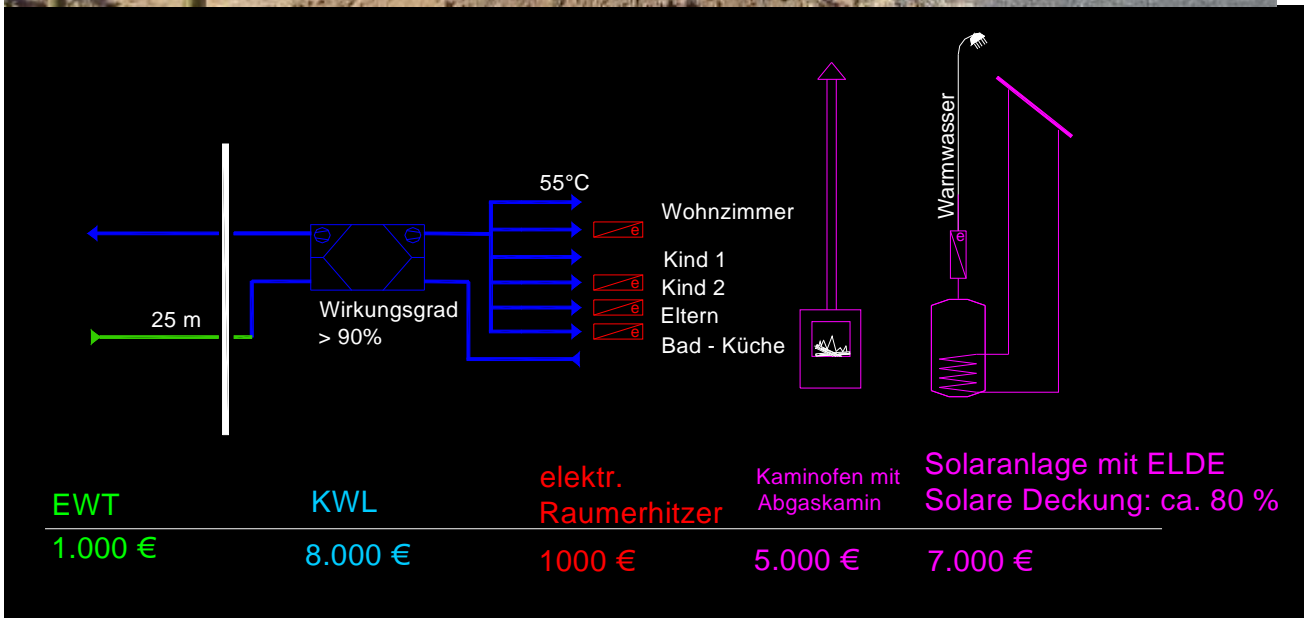 Warmwasser
55°C
Wohnzimmer
e
Kind 1
Kind 2
e
Eltern
e
Bad - Küche
e
e
25 m
Wirkungsgrad
> 90%
EWT
KWL
elektr.
Raumerhitzer
Kaminofen mit
Abgaskamin
Solaranlage mit ELDE
Solare Deckung: ca. 80 %
1.000 €
8.000 €
1000 €
5.000 €
7.000 €